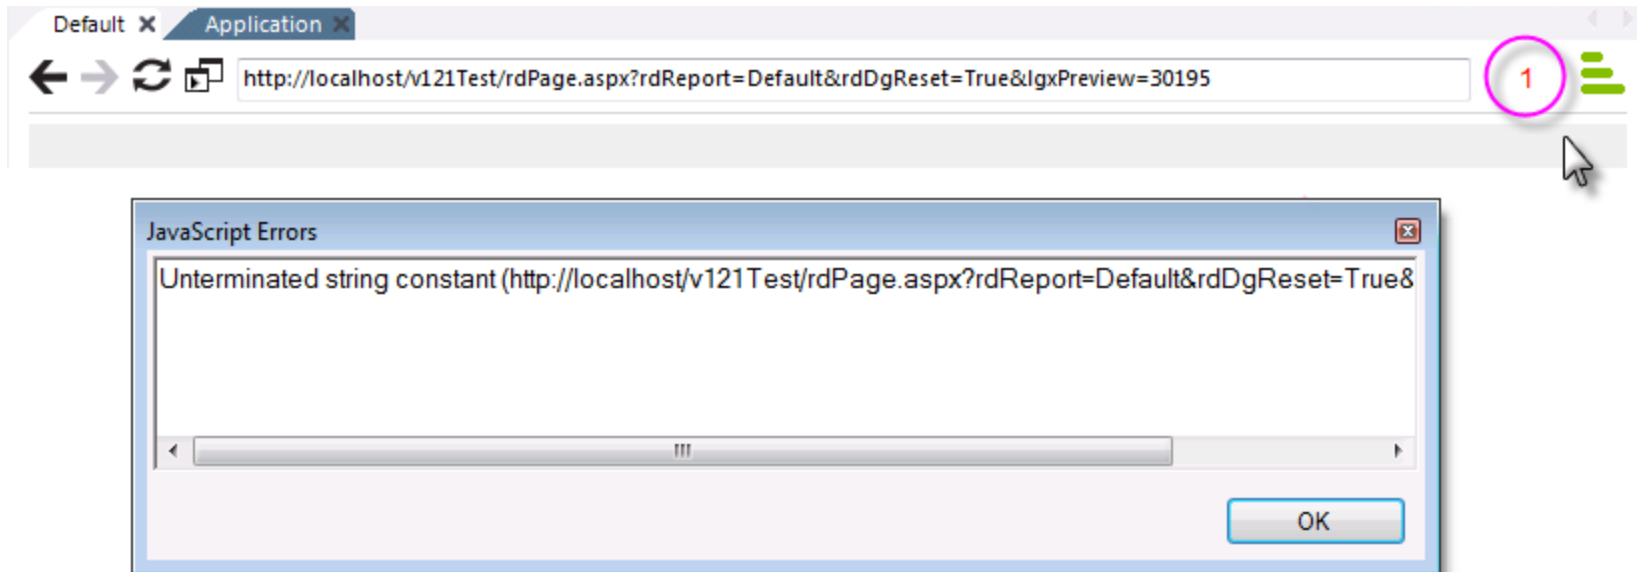 Default Application
http://localhost/v121Test/rdPage.aspx?rdReport=Default&rdDgReset=True&lgxPreview=30195
1
JavaScript Errors
Unterminated string constant (http://localhost/v121Test/rdPage.aspx?rdReport=Default&rdDgReset=True&
OK